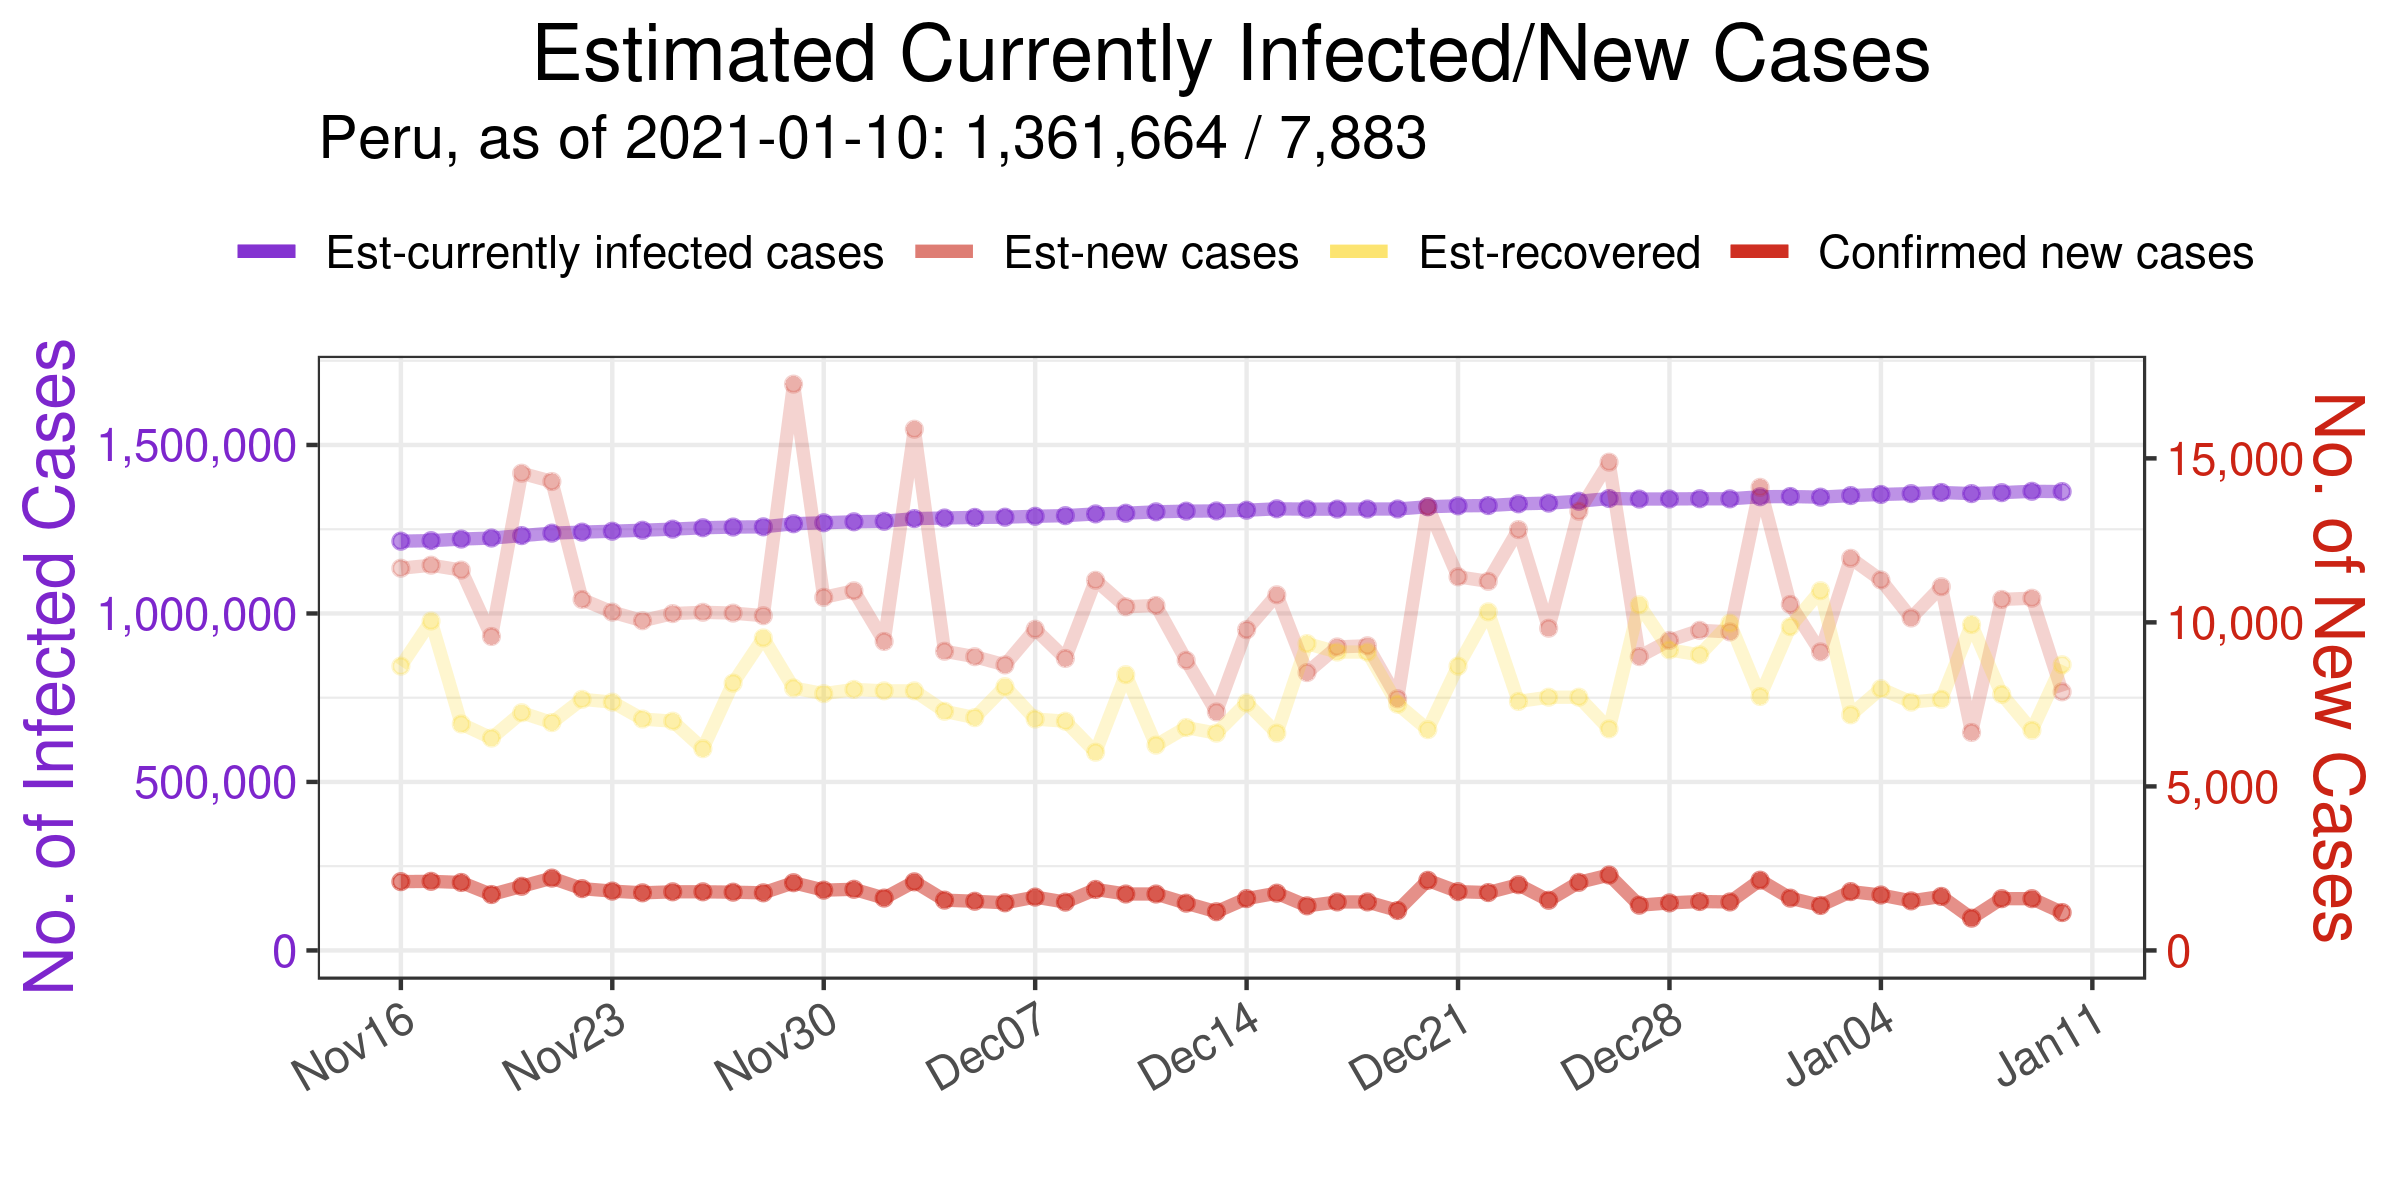 Estimated Currently Infected/New Cases
Peru, as of 2021-01-10: 1,361,664 / 7,883
Est-currently infected cases Est-new cases Est-recovered Confirmed new cases
No. of Infected Cases
1,500,000
1,000,000
500,000
0
15,000
10,000
5,000
0
No. of New Cases
Nov16 Nov23 Nov30 Dec07 Dec14 Dec21 Dec28 Jan04 Jan11